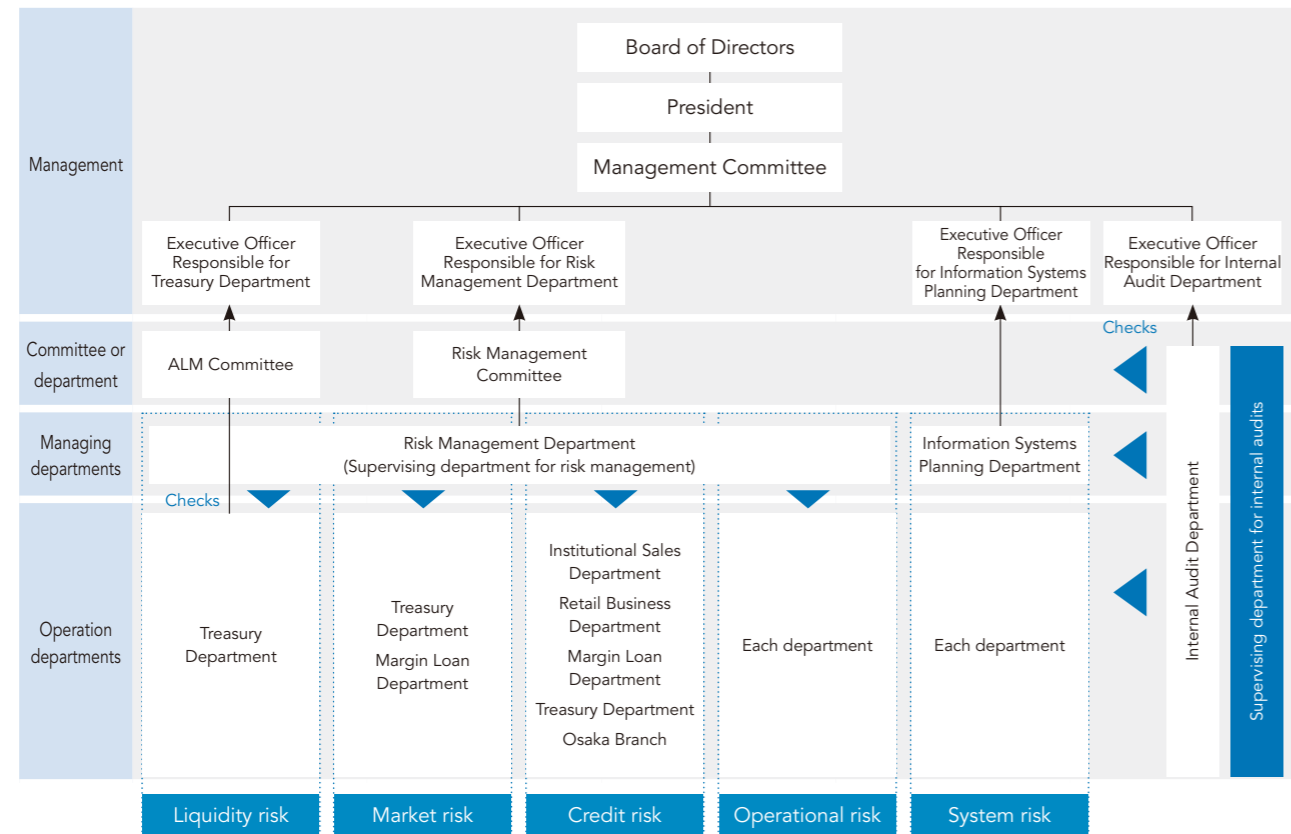 Board of Directors
President
Management Committee
Management
Executive Officer
Responsible for
Treasury Department
Executive Officer
Responsible for Risk
Management Department
Executive Officer
Responsible
for Information Systems
Planning Department
Executive Officer
Responsible for Internal
Audit Department
Checks
Committee or
department
ALM Committee
Risk Management
Committee
Managing
departments
Risk Management Department
(Supervising department for risk management)
Information Systems
Planning Department
Checks
Operation
departments
Treasury
Department
Treasury
Department
Margin Loan
Department
Institutional Sales
Department
Retail Business
Department
Margin Loan
Department
Treasury Department
Osaka Branch
Each department
Each department
Internal Audit Department
Supervising department for internal audits
Liquidity risk
Market risk
Credit risk
Operational risk
System risk